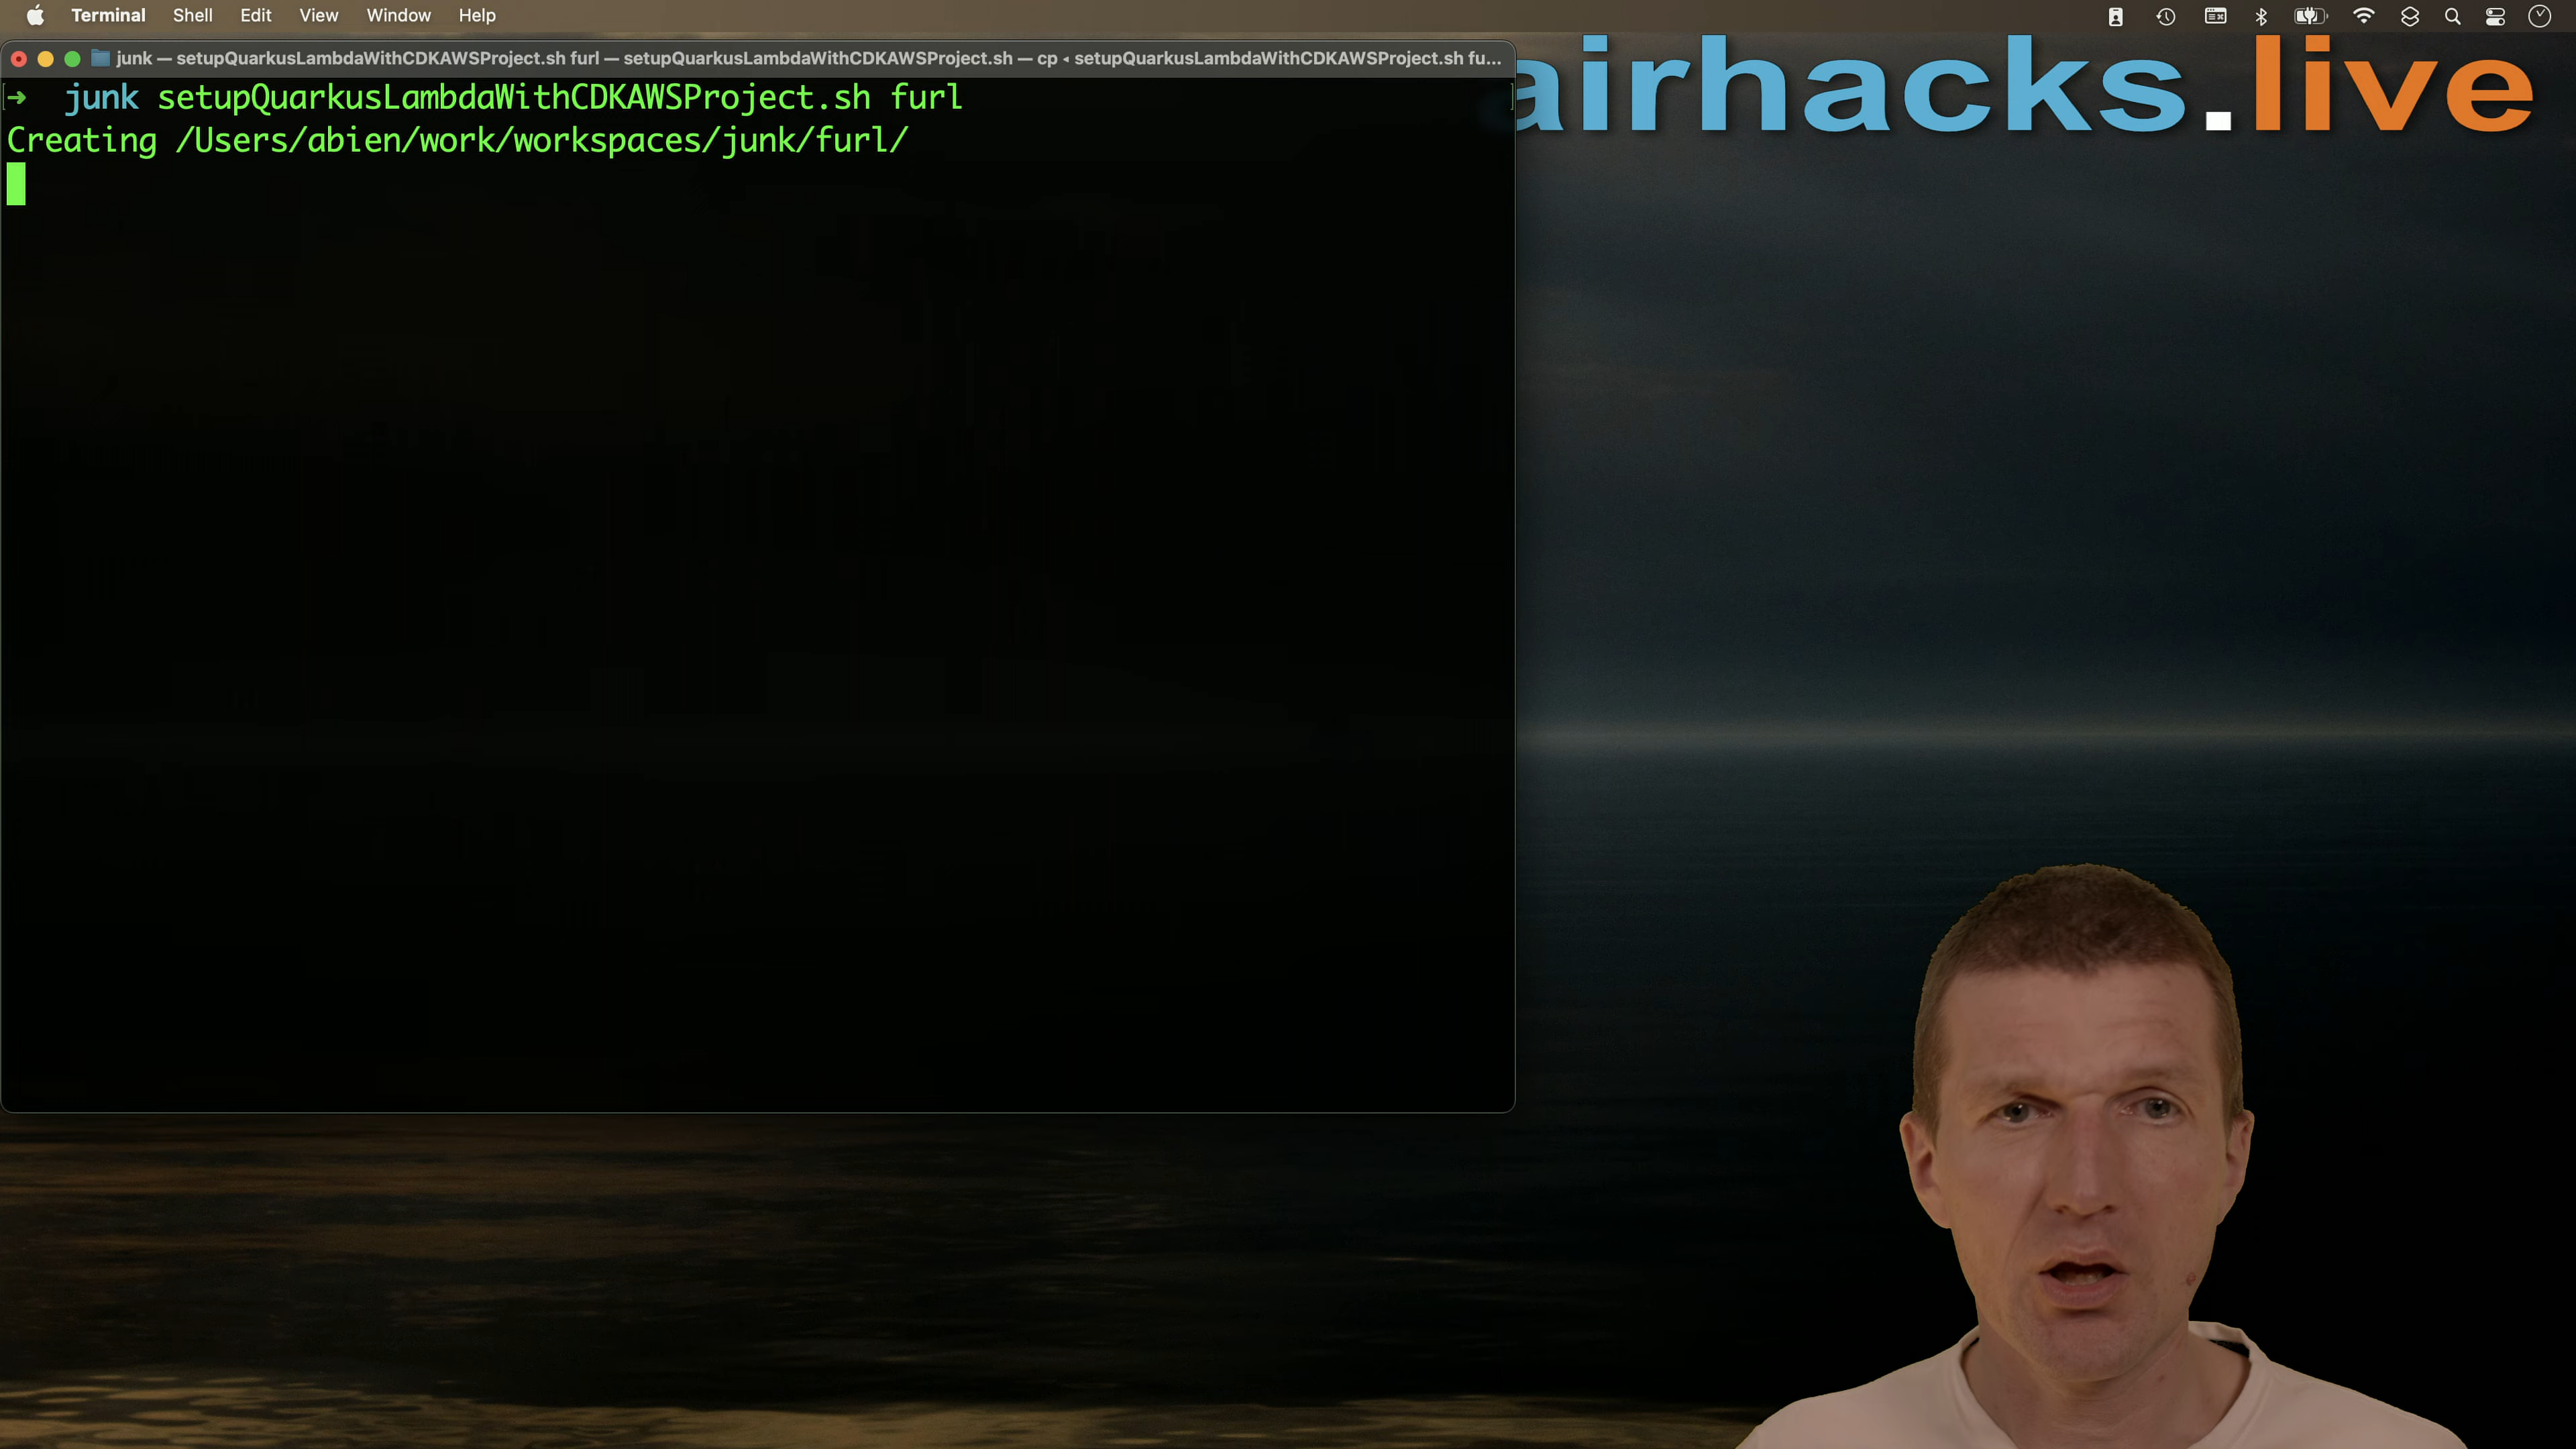 Terminal Shell Edit View Window Help
junk — setupQuarkusLambdaWithCDKAWSProject.sh furl — setupQuarkusLambdaWithCDKAWSProject.sh — cp ◂ setupQuarkusLambdaWithCDKAWSProject.sh fu...
airhacks.live
➜ junk setupQuarkusLambdaWithCDKAWSProject.sh furl
Creating /Users/abien/work/workspaces/junk/furl/